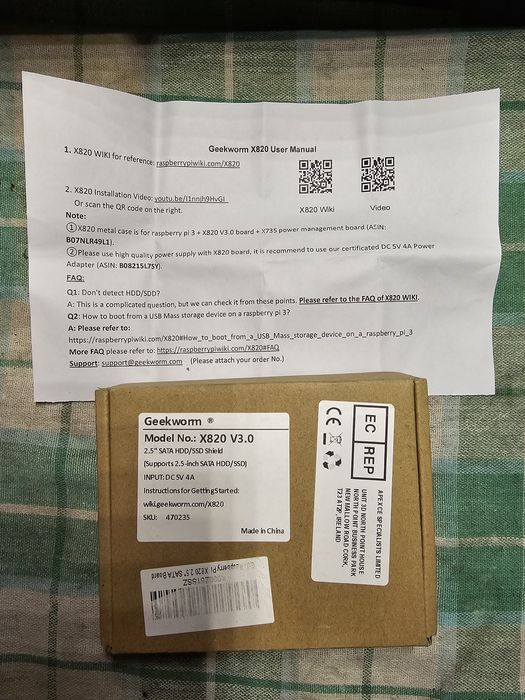 Geekworm X820 User Manual
1. X820 WIKI for reference: raspberrypiwiki.com/X820
2. X820 Installation Video: youtu.be/I1nnjh9HvGI
Or scan the QR code on the right.
X820 Wiki
Video
Note:
①X820 metal case is for raspberry pi 3 + X820 V3.0 board + X735 power management board (ASIN:
B07NLR49L1).
②Please use high quality power supply with X820 board, it is recommend to use our certificated DC 5V 4A Power
Adapter (ASIN: B08215L7SY).
FAQ:
Q1: Don't detect HDD/SDD?
A: This is a complicated question, but we can check it from these points. Please refer to the FAQ of X820 WIKI.
Q2: How to boot from a USB Mass storage device on a raspberry pi 3?
A: Please refer to:
https://raspberrypiwiki.com/X820#How_to_boot_from_a_USB_Mass_storage_device_on_a_raspberry_pi_3
More FAQ please refer to: https://raspberrypiwiki.com/X820#FAQ
Support: support@geekworm.com (Please attach your order No.)
Geekworm ®
Model No.: X820 V3.0
2.5" SATA HDD/SSD Shield
(Supports 2.5-inch SATA HDD/SSD)
INPUT: DC 5V 4A
Instructions for Getting Started:
wiki.geekworm.com/X820
SKU: 470235
Made in China
CE
EC REP
APEX CE SPECIALISTS LIMITED
UNIT 3D NORTH POINT HOUSE
NORTH POINT BUSINESS PARK
NEW MALLOW ROAD CORK,
T23 AT2P, IRELAND
Raspberry Pi X820 2.5" SATA Board